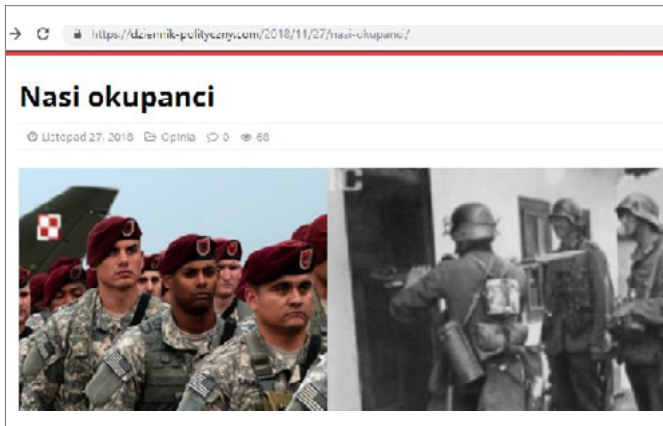 https://dziennik-polityczny.com/2018/11/27/nasi-okupanci/
Nasi okupanci
Listopad 27, 2018 Opinia 0 68